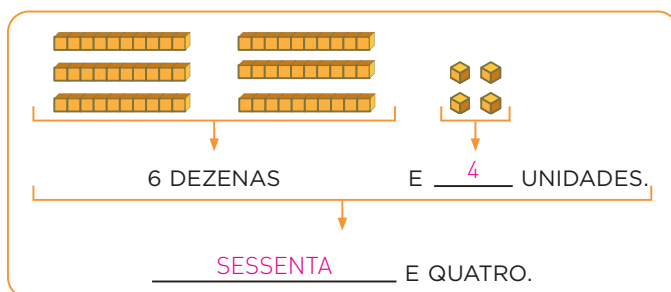 6 DEZENAS E 4 UNIDADES.
SESSENTA E QUATRO.